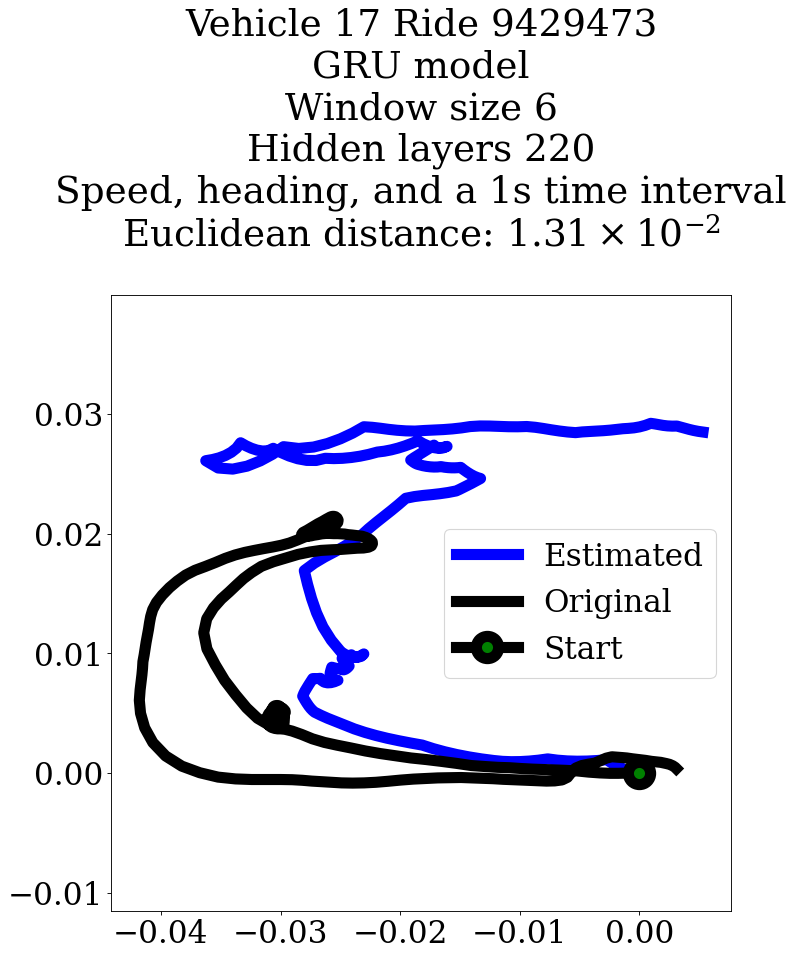 Vehicle 17 Ride 9429473
GRU model
Window size 6
Hidden layers 220
Speed, heading, and a 1s time interval
Euclidean distance: 1.31 × 10⁻²
0.03
0.02
0.01
0.00
−0.01
Estimated
Original
Start
−0.04 −0.03 −0.02 −0.01 0.00